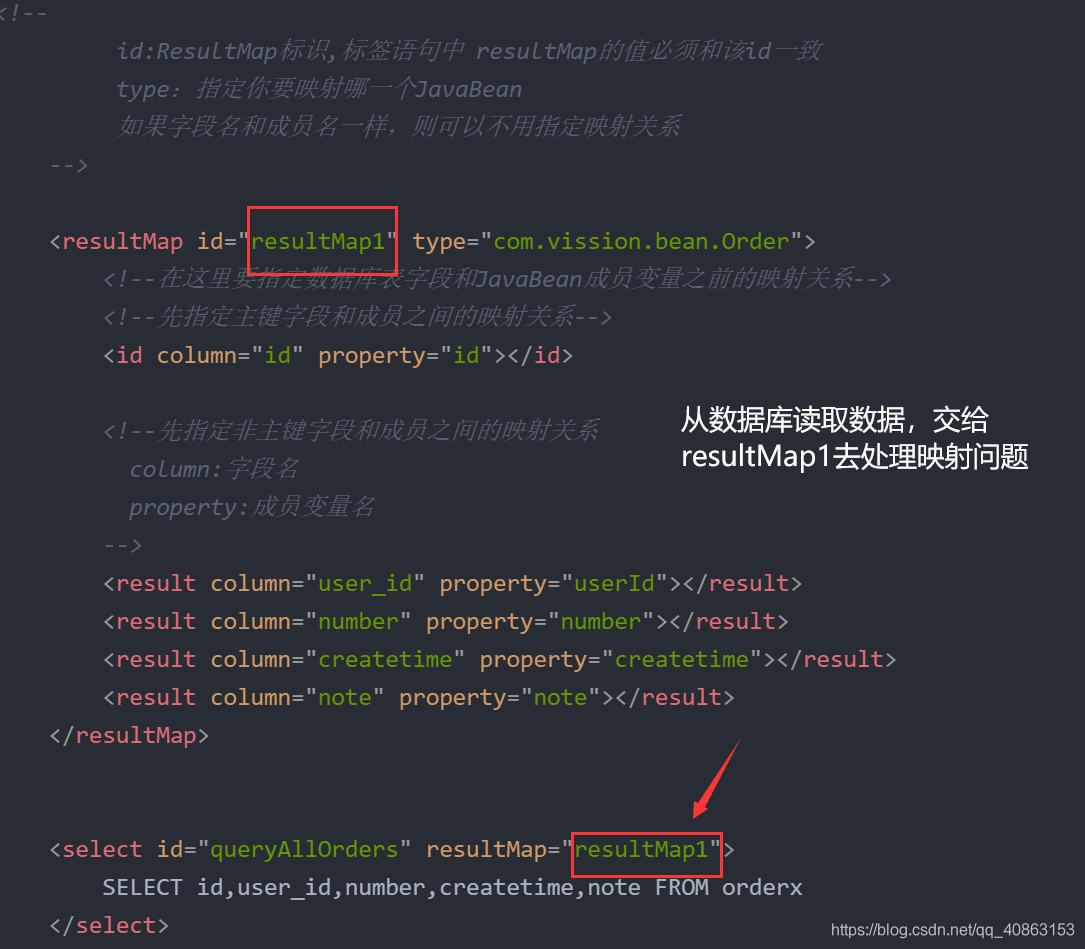 <!--
id:ResultMap标识,标签语句中 resultMap的值必须和该id一致
type：指定你要映射哪一个JavaBean
如果字段名和成员名一样，则可以不用指定映射关系
-->
<resultMap id="resultMap1" type="com.vission.bean.Order">
<!--在这里要指定数据库表字段和JavaBean成员变量之前的映射关系-->
<!--先指定主键字段和成员之间的映射关系-->
<id column="id" property="id"></id>
<!--先指定非主键字段和成员之间的映射关系
column:字段名
property:成员变量名
-->
从数据库读取数据，交给
resultMap1去处理映射问题
<result column="user_id" property="userId"></result>
<result column="number" property="number"></result>
<result column="createtime" property="createtime"></result>
<result column="note" property="note"></result>
</resultMap>
<select id="queryAllOrders" resultMap="resultMap1">
SELECT id,user_id,number,createtime,note FROM orderx
</select>
https://blog.csdn.net/qq_40863153